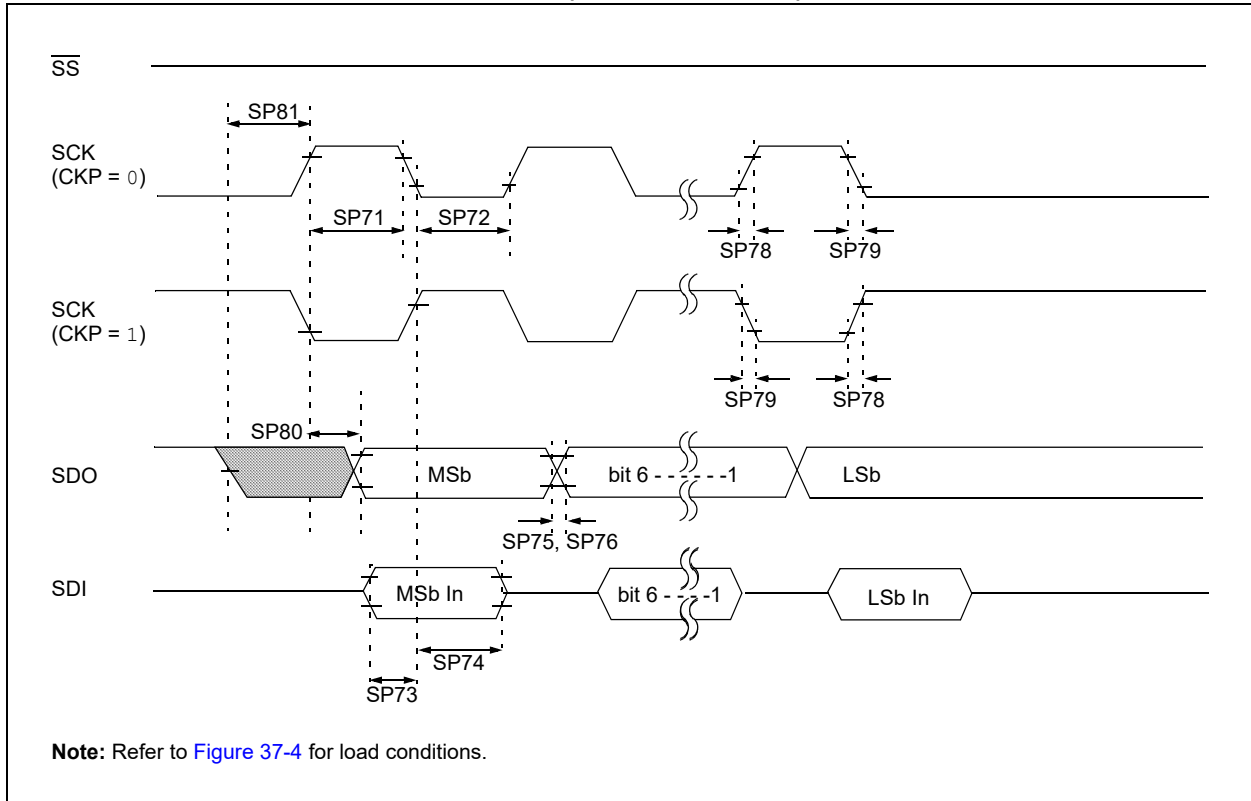 SS
SP81
SCK
(CKP = 0)
SP71
SP72
SP78
SP79
SCK
(CKP = 1)
SP79
SP78
SP80
SDO
MSb
bit 6 - - - - - -1
LSb
SP75, SP76
SDI
MSb In
bit 6 - - - -1
LSb In
SP74
SP73
Note: Refer to Figure 37-4 for load conditions.